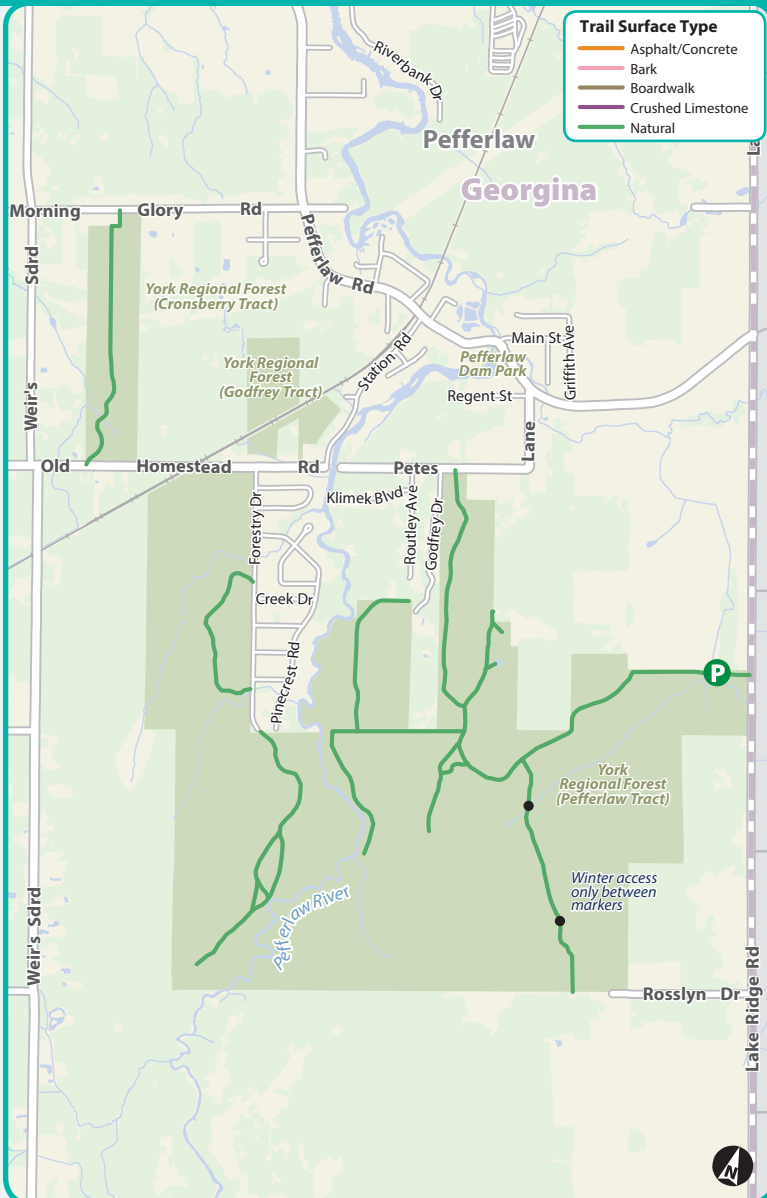 Trail Surface Type
Asphalt/Concrete
Bark
Boardwalk
Crushed Limestone
Natural
Riverbank Dr
Pefferlaw
Georgina
La
Morning Glory Rd
Sdrd
Pefferlaw Rd
York Regional Forest
(Cronsberry Tract)
York Regional
Forest
(Godfrey Tract)
Station Rd
Main St
Griffith Ave
Pefferlaw
Dam Park
Regent St
Weir's
Lane
Old Homestead Rd
Petes
Klimek Blvd
Forestry Dr
Routley Ave
Godfrey Dr
Creek Dr
Pinecrest Rd
P
York
Regional Forest
(Pefferlaw Tract)
Winter access
only between
markers
Pefferlaw River
Weir's Sdrd
Rosslyn Dr
Lake Ridge Rd
N